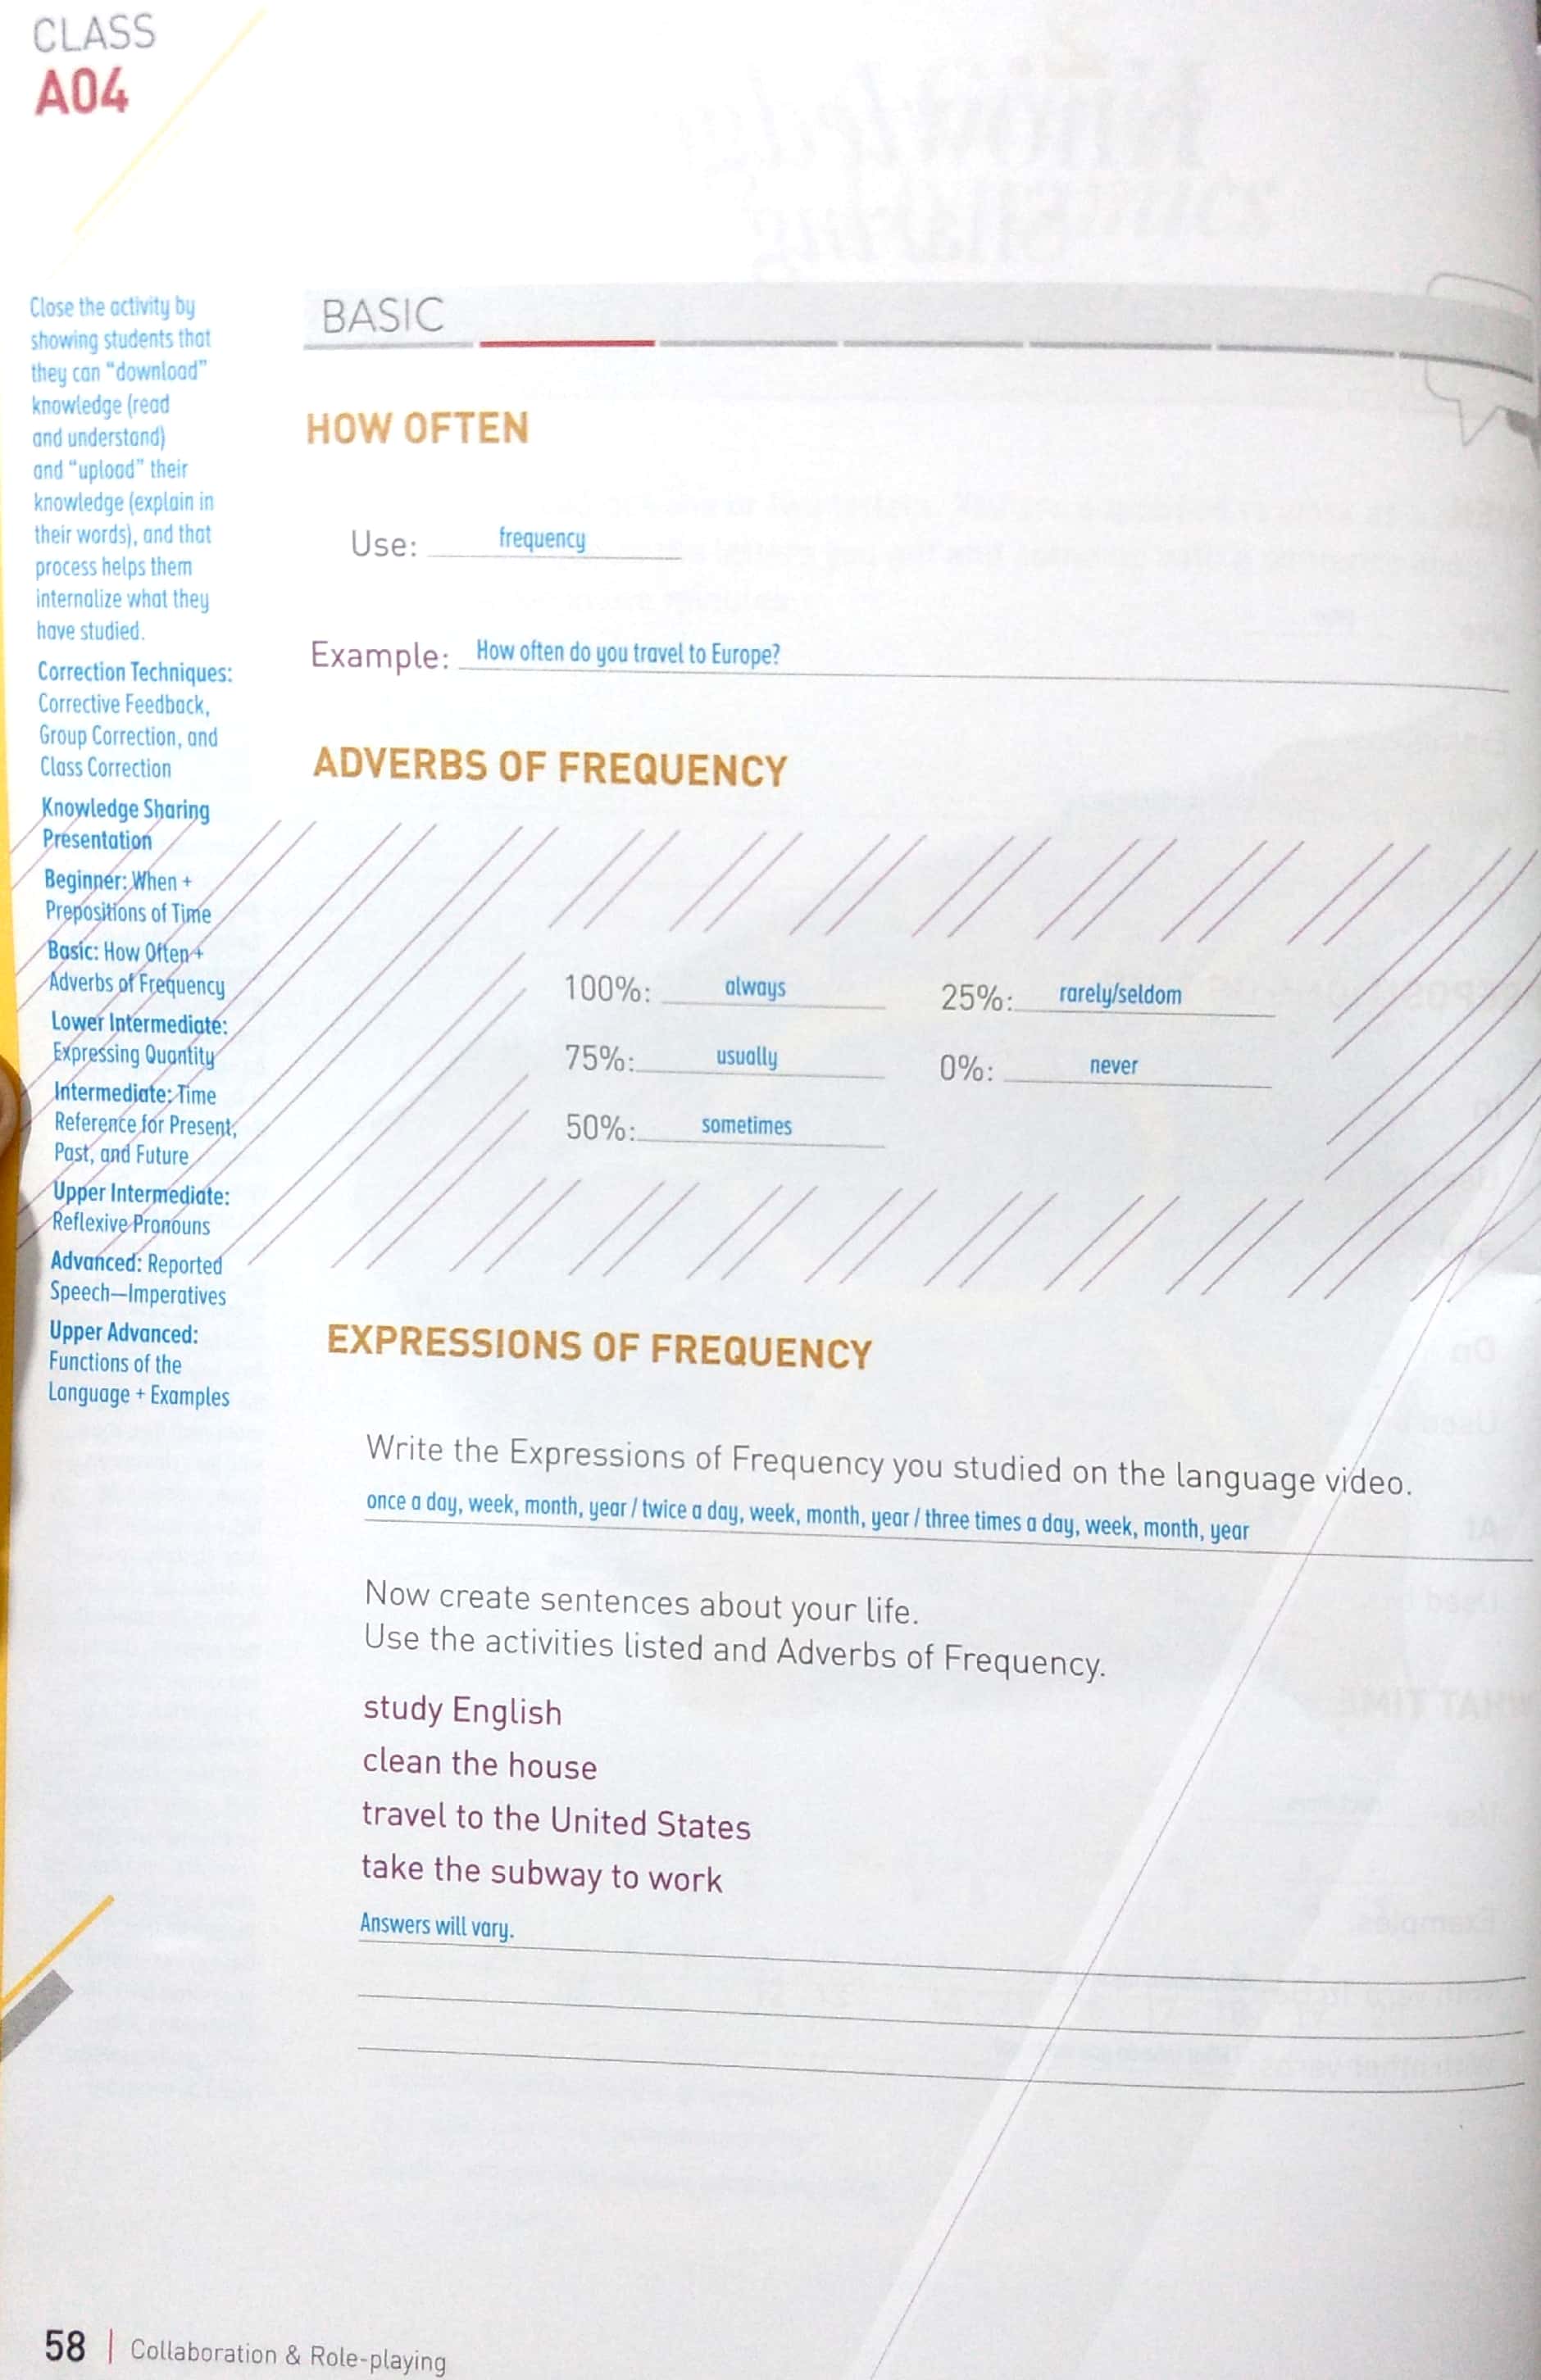 CLASS
A04
Close the activity by
showing students that
they can “download”
knowledge (read
and understand)
and “upload” their
knowledge (explain in
their words), and that
process helps them
internalize what they
have studied.
Correction Techniques:
Corrective Feedback,
Group Correction, and
Class Correction
Knowledge Sharing
Presentation
Beginner: When +
Prepositions of Time
Basic: How Often +
Adverbs of Frequency
Lower Intermediate:
Expressing Quantity
Intermediate: Time
Reference for Present,
Past, and Future
Upper Intermediate:
Reflexive Pronouns
Advanced: Reported
Speech—Imperatives
Upper Advanced:
Functions of the
Language + Examples
BASIC
HOW OFTEN
Use: frequency
Example: How often do you travel to Europe?
ADVERBS OF FREQUENCY
100%: always 25%: rarely/seldom
75%: usually 0%: never
50%: sometimes
EXPRESSIONS OF FREQUENCY
Write the Expressions of Frequency you studied on the language video.
once a day, week, month, year / twice a day, week, month, year / three times a day, week, month, year
Now create sentences about your life.
Use the activities listed and Adverbs of Frequency.
study English
clean the house
travel to the United States
take the subway to work
Answers will vary.
58 | Collaboration & Role-playing